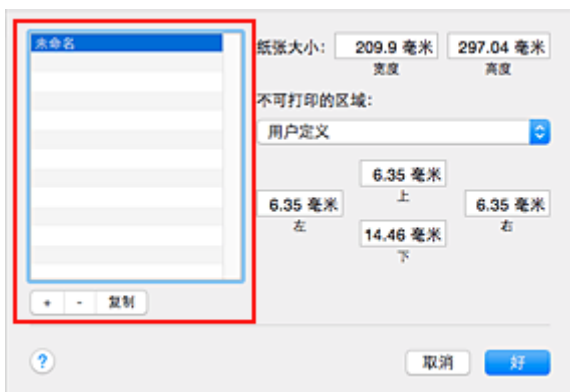 未命名
纸张大小: 209.9 毫米 297.04 毫米
宽度 高度
不可打印的区域:
用户定义
6.35 毫米
上
6.35 毫米 6.35 毫米
左 右
14.46 毫米
下
+ - 复制
? 取消 好